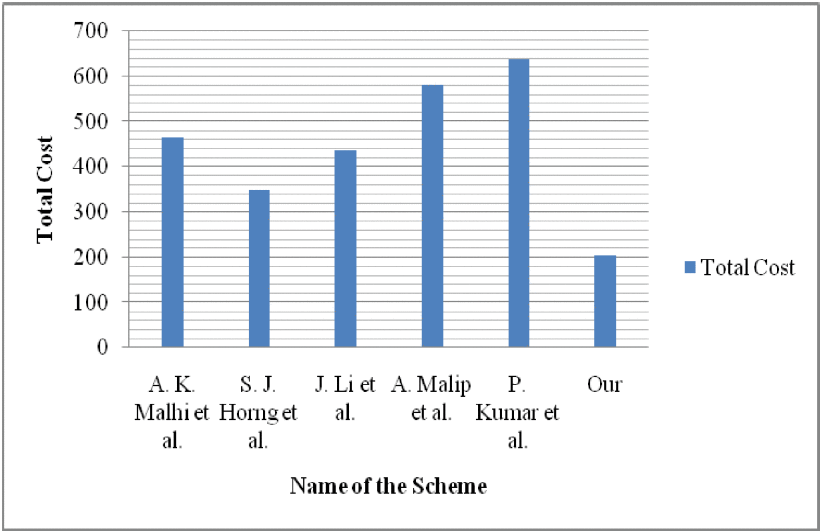 700
600
500
400
300
200
100
0
Total Cost
A. K. Malhi et al.
S. J. Horng et al.
J. Li et al.
A. Malip et al.
P. Kumar et al.
Our
Name of the Scheme
Total Cost